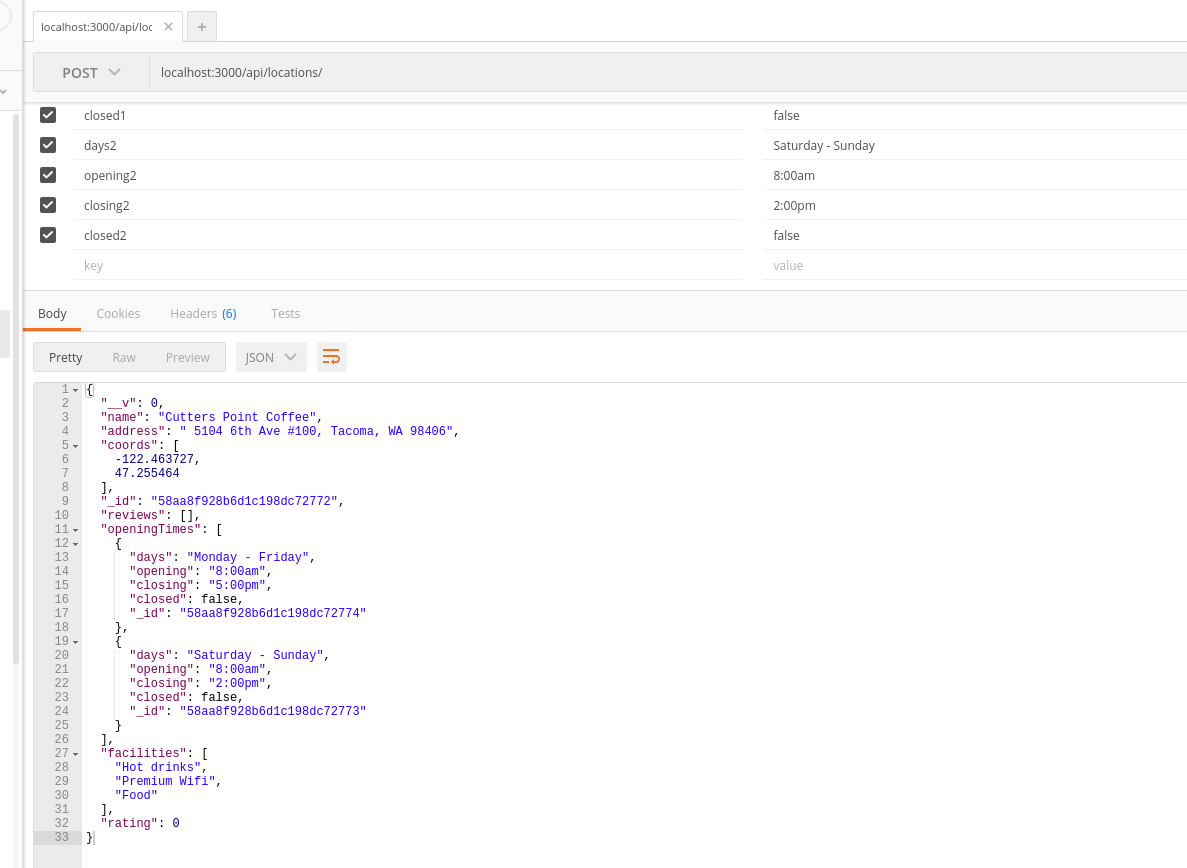 localhost:3000/api/loc
POST localhost:3000/api/locations/
closed1 false
days2 Saturday - Sunday
opening2 8:00am
closing2 2:00pm
closed2 false
key value
Body Cookies Headers (6) Tests
Pretty Raw Preview JSON
1 {
2 "__v": 0,
3 "name": "Cutters Point Coffee",
4 "address": " 5104 6th Ave #100, Tacoma, WA 98406",
5 "coords": [
6 -122.463727,
7 47.255464
8 ],
9 "_id": "58aa8f928b6d1c198dc72772",
10 "reviews": [],
11 "openingTimes": [
12 {
13 "days": "Monday - Friday",
14 "opening": "8:00am",
15 "closing": "5:00pm",
16 "closed": false,
17 "_id": "58aa8f928b6d1c198dc72774"
18 },
19 {
20 "days": "Saturday - Sunday",
21 "opening": "8:00am",
22 "closing": "2:00pm",
23 "closed": false,
24 "_id": "58aa8f928b6d1c198dc72773"
25 }
26 ],
27 "facilities": [
28 "Hot drinks",
29 "Premium Wifi",
30 "Food"
31 ],
32 "rating": 0
33 }